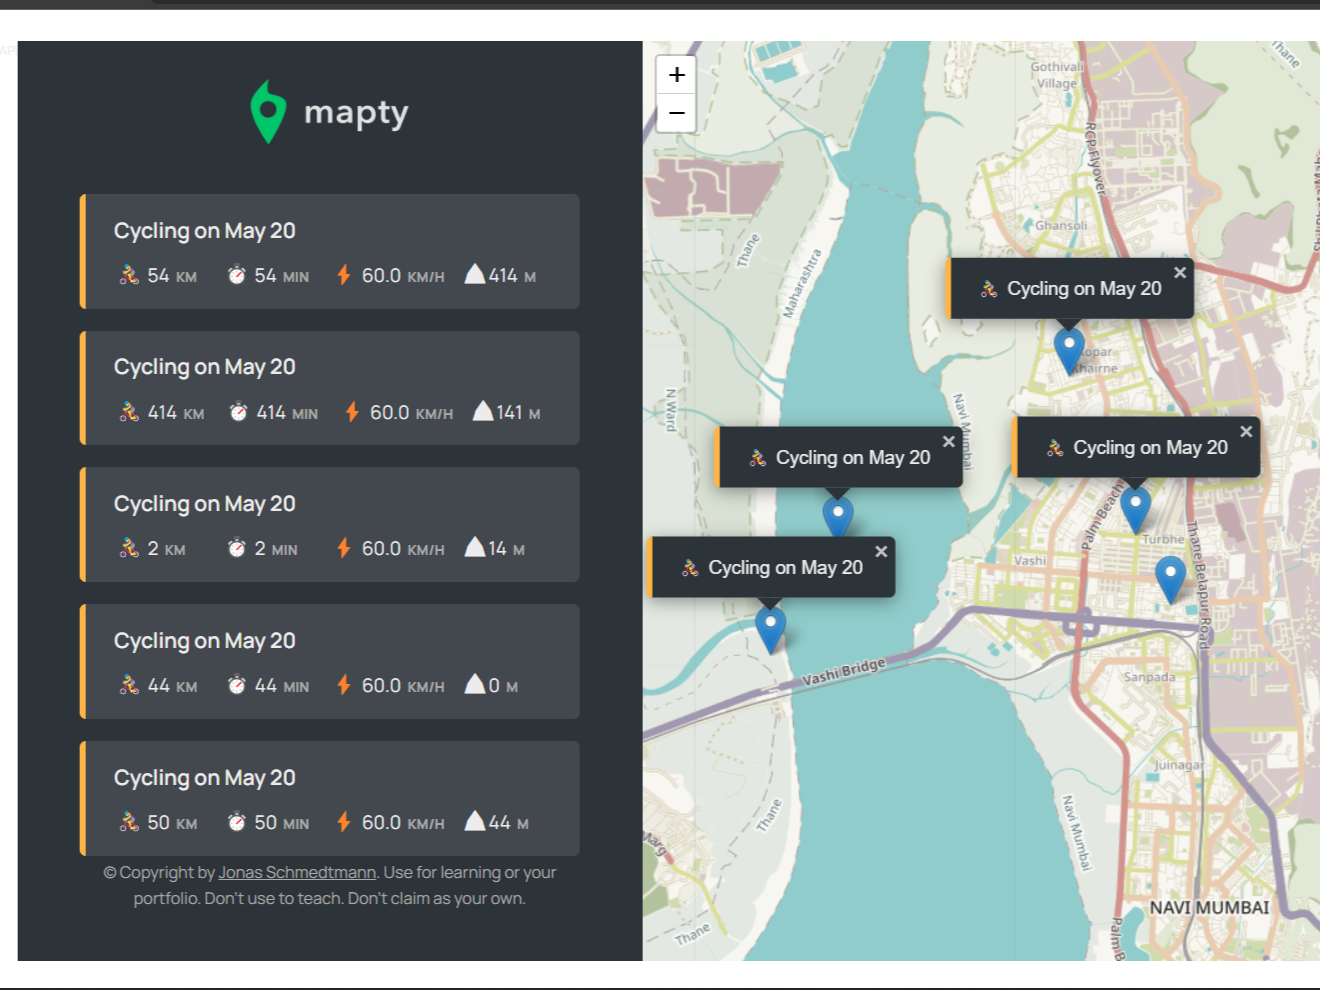 mapty
Cycling on May 20
54 KM 54 MIN 60.0 KM/H 414 M
Cycling on May 20
414 KM 414 MIN 60.0 KM/H 141 M
Cycling on May 20
2 KM 2 MIN 60.0 KM/H 14 M
Cycling on May 20
44 KM 44 MIN 60.0 KM/H 0 M
Cycling on May 20
50 KM 50 MIN 60.0 KM/H 44 M
© Copyright by Jonas Schmedtmann. Use for learning or your
portfolio. Don't use to teach. Don't claim as your own.
+
−
Gothivali
Village
Thane
RCP Flyover
Ghansoli
Thane
Maharashtra
Cycling on May 20 ×
Khairne
N Ward
Navi Mumbai
Cycling on May 20 ×
Cycling on May 20 ×
Palm Beach
Turbhe
Thane Belapur Road
Vashi
Cycling on May 20 ×
Vashi Bridge
Sanpada
Juinagar
Thane
Navi Mumbai
Marg
NAVI MUMBAI
Thane
Palm B